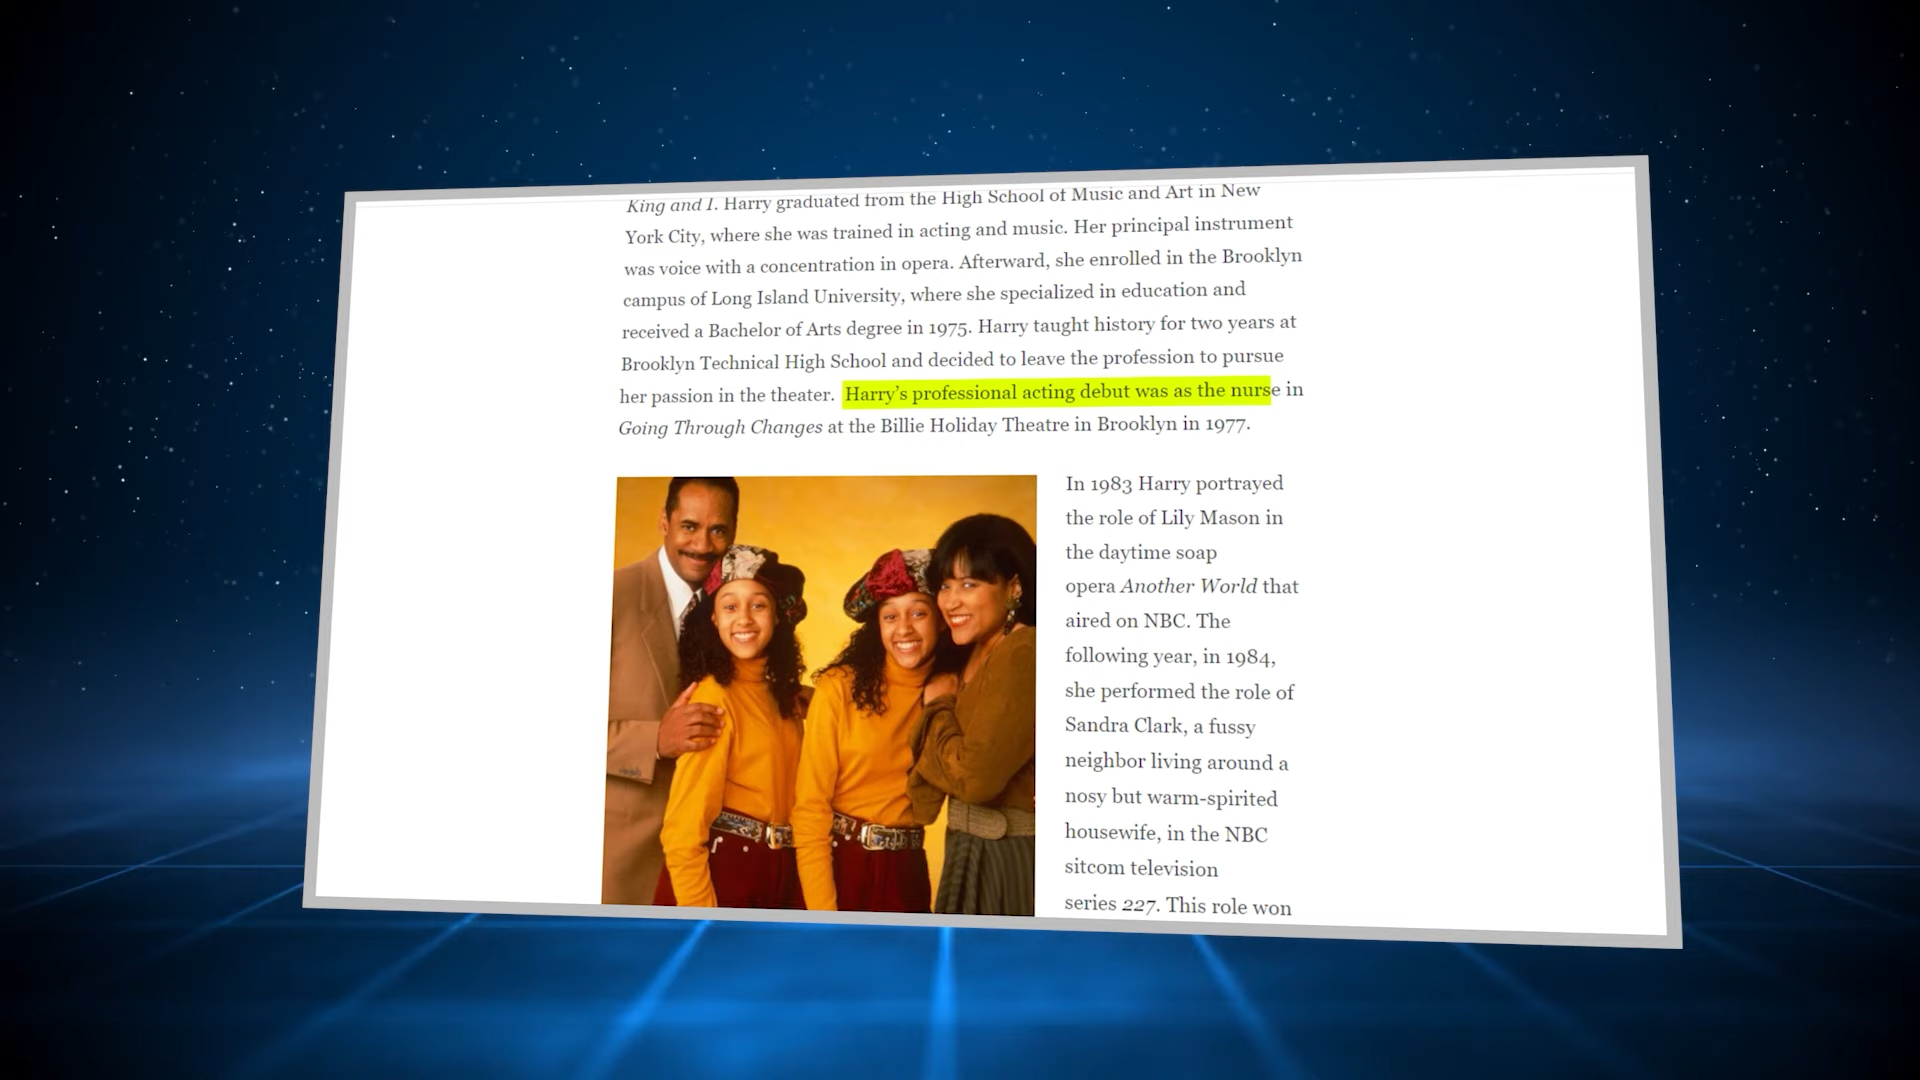 King and I. Harry graduated from the High School of Music and Art in New
York City, where she was trained in acting and music. Her principal instrument
was voice with a concentration in opera. Afterward, she enrolled in the Brooklyn
campus of Long Island University, where she specialized in education and
received a Bachelor of Arts degree in 1975. Harry taught history for two years at
Brooklyn Technical High School and decided to leave the profession to pursue
her passion in the theater. Harry’s professional acting debut was as the nurse in
Going Through Changes at the Billie Holiday Theatre in Brooklyn in 1977.
In 1983 Harry portrayed
the role of Lily Mason in
the daytime soap
opera Another World that
aired on NBC. The
following year, in 1984,
she performed the role of
Sandra Clark, a fussy
neighbor living around a
nosy but warm-spirited
housewife, in the NBC
sitcom television
series 227. This role won